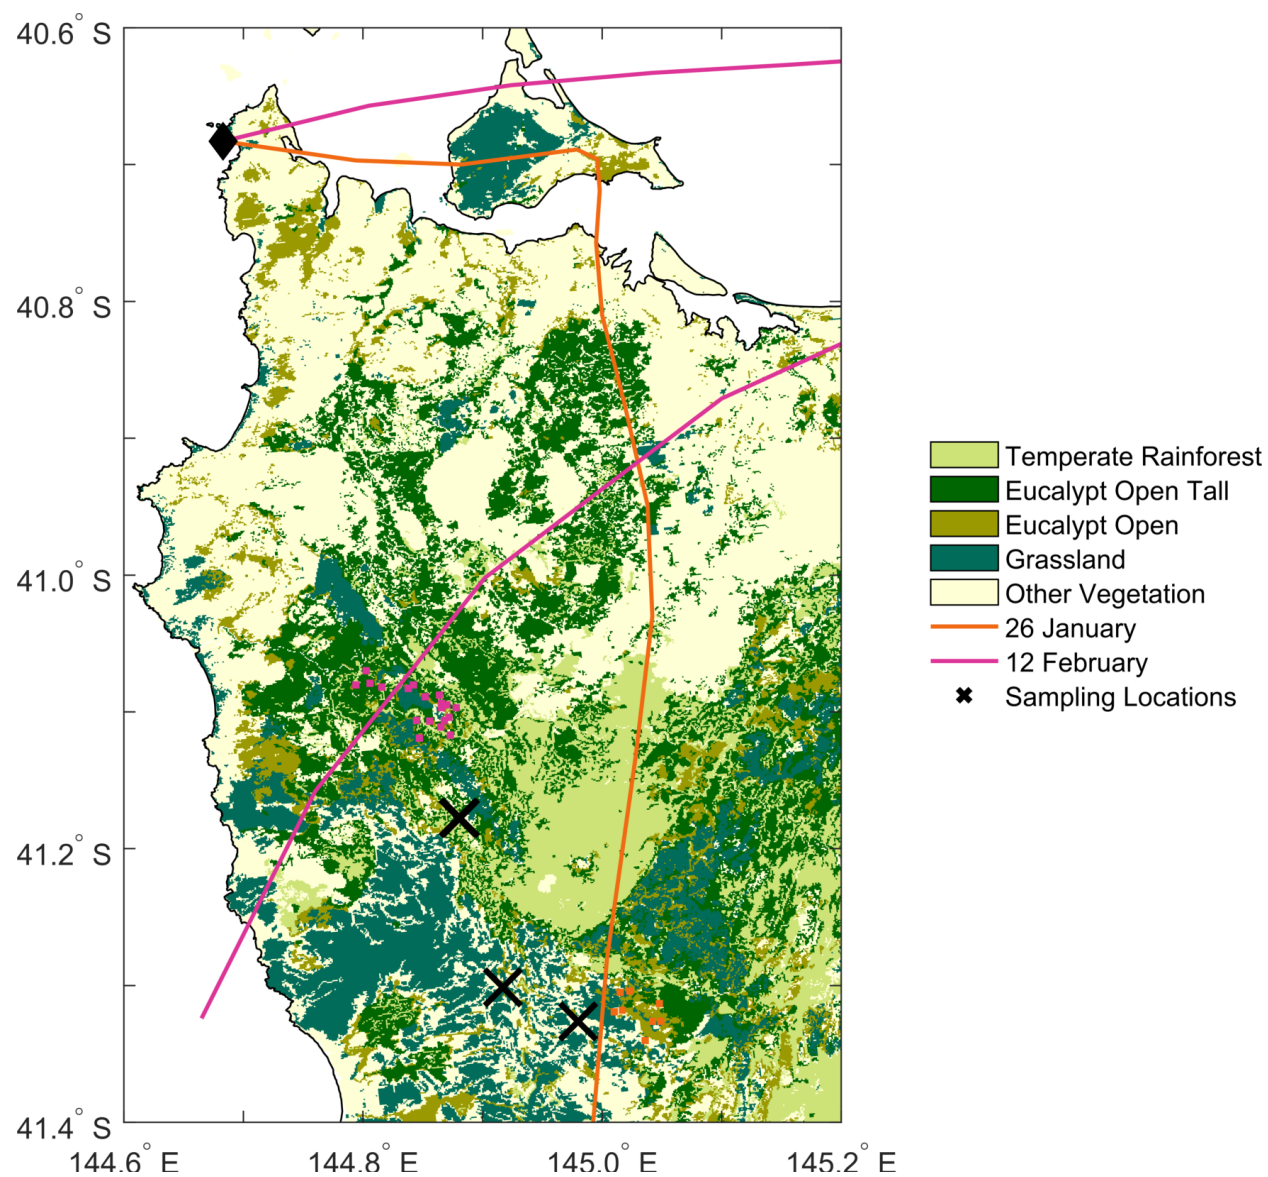 40.6° S
40.8° S
41.0° S
41.2° S
41.4° S
144.6° E
144.8° E
145.0° E
145.2° E
Temperate Rainforest
Eucalypt Open Tall
Eucalypt Open
Grassland
Other Vegetation
26 January
12 February
Sampling Locations